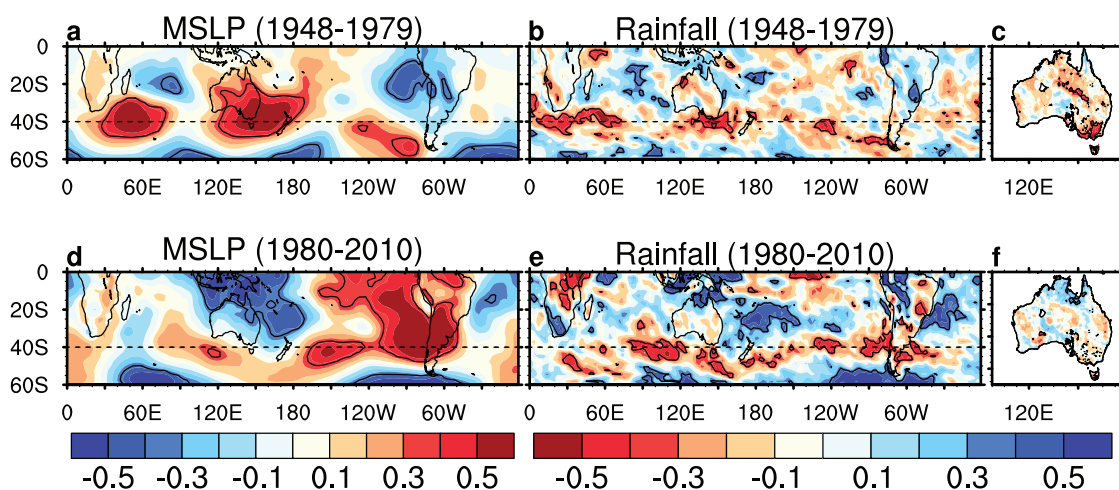 a MSLP (1948-1979) b Rainfall (1948-1979) c
0
20S
40S
60S
0 60E 120E 180 120W 60W 0 60E 120E 180 120W 60W 120E
d MSLP (1980-2010) e Rainfall (1980-2010) f
0
20S
40S
60S
0 60E 120E 180 120W 60W 0 60E 120E 180 120W 60W 120E
-0.5 -0.3 -0.1 0.1 0.3 0.5 -0.5 -0.3 -0.1 0.1 0.3 0.5